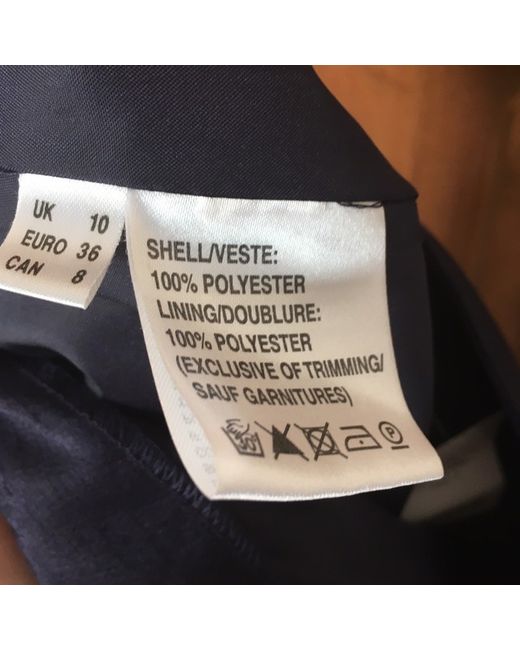 UK 10
EURO 36
CAN 8
SHELL/VESTE:
100% POLYESTER
LINING/DOUBLURE:
100% POLYESTER
(EXCLUSIVE OF TRIMMING/
SAUF GARNITURES)
P